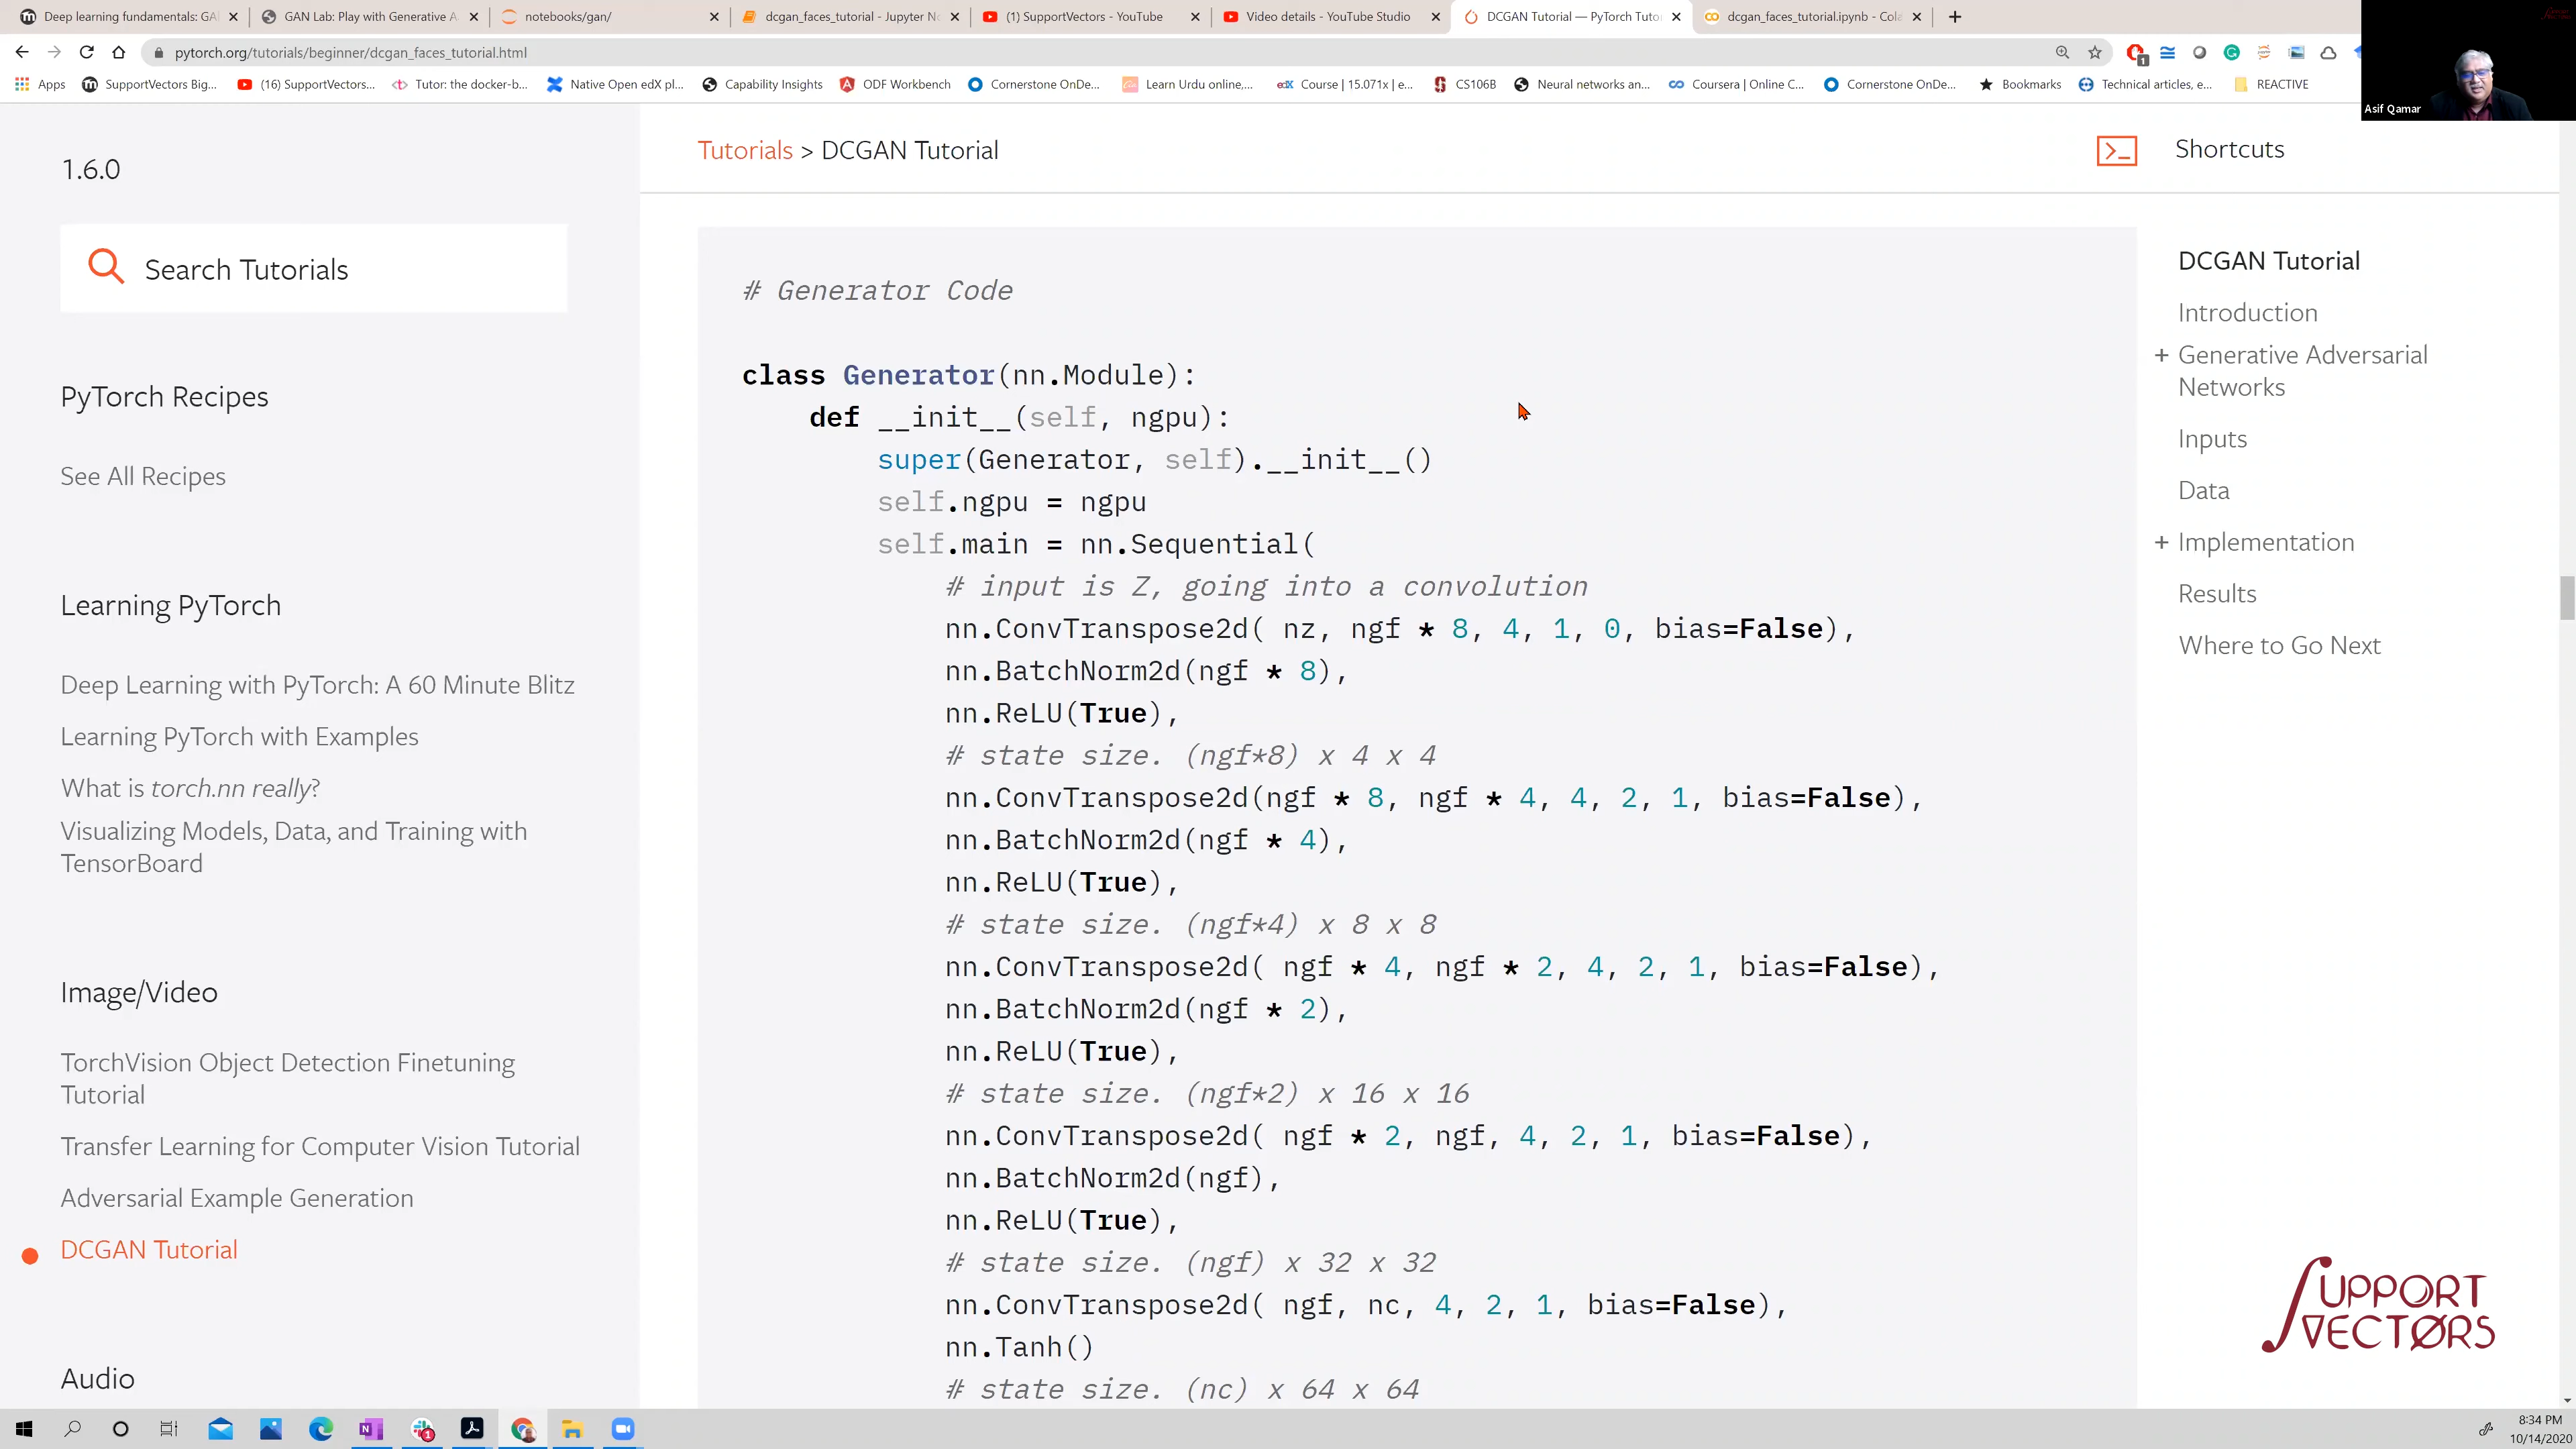 Deep learning fundamentals: GA
GAN Lab: Play with Generative A
notebooks/gan/
dcgan_faces_tutorial - Jupyter No
(1) SupportVectors - YouTube
Video details - YouTube Studio
DCGAN Tutorial — PyTorch Tuto
dcgan_faces_tutorial.ipynb - Cola
pytorch.org/tutorials/beginner/dcgan_faces_tutorial.html
Apps
SupportVectors Big...
(16) SupportVectors...
Tutor: the docker-b...
Native Open edX pl...
Capability Insights
ODF Workbench
Cornerstone OnDe...
Learn Urdu online,...
Course | 15.071x | e...
CS106B
Neural networks an...
Coursera | Online C...
Cornerstone OnDe...
Bookmarks
Technical articles, e...
REACTIVE
Asif Qamar
1.6.0
Search Tutorials
PyTorch Recipes
See All Recipes
Learning PyTorch
Deep Learning with PyTorch: A 60 Minute Blitz
Learning PyTorch with Examples
What is torch.nn really?
Visualizing Models, Data, and Training with
TensorBoard
Image/Video
TorchVision Object Detection Finetuning
Tutorial
Transfer Learning for Computer Vision Tutorial
Adversarial Example Generation
DCGAN Tutorial
Audio
Tutorials > DCGAN Tutorial
Shortcuts
# Generator Code
class Generator(nn.Module):
def __init__(self, ngpu):
super(Generator, self).__init__()
self.ngpu = ngpu
self.main = nn.Sequential(
# input is Z, going into a convolution
nn.ConvTranspose2d( nz, ngf * 8, 4, 1, 0, bias=False),
nn.BatchNorm2d(ngf * 8),
nn.ReLU(True),
# state size. (ngf*8) x 4 x 4
nn.ConvTranspose2d(ngf * 8, ngf * 4, 4, 2, 1, bias=False),
nn.BatchNorm2d(ngf * 4),
nn.ReLU(True),
# state size. (ngf*4) x 8 x 8
nn.ConvTranspose2d( ngf * 4, ngf * 2, 4, 2, 1, bias=False),
nn.BatchNorm2d(ngf * 2),
nn.ReLU(True),
# state size. (ngf*2) x 16 x 16
nn.ConvTranspose2d( ngf * 2, ngf, 4, 2, 1, bias=False),
nn.BatchNorm2d(ngf),
nn.ReLU(True),
# state size. (ngf) x 32 x 32
nn.ConvTranspose2d( ngf, nc, 4, 2, 1, bias=False),
nn.Tanh()
# state size. (nc) x 64 x 64
DCGAN Tutorial
Introduction
+ Generative Adversarial
Networks
Inputs
Data
+ Implementation
Results
Where to Go Next
SUPPORT
VECTORS
8:34 PM
10/14/2020